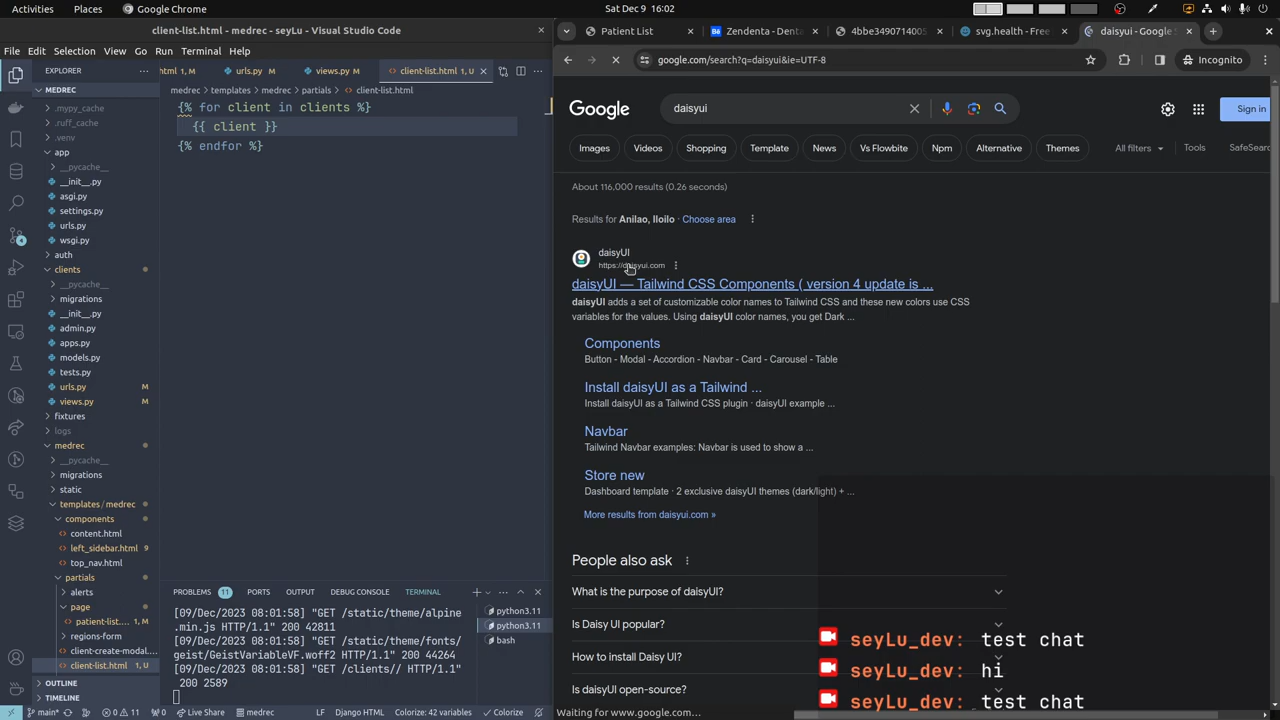 Activities Places Google Chrome Sat Dec 9 16:02
client-list.html - medrec - seyLu - Visual Studio Code
File Edit Selection View Go Run Terminal Help
EXPLORER
MEDREC
.mypy_cache
.ruff_cache
.venv
app
__pycache__
__init__.py
asgi.py
settings.py
urls.py
wsgi.py
auth
clients
__pycache__
migrations
__init__.py
admin.py
apps.py
models.py
tests.py
urls.py M
views.py M
fixtures
logs
medrec
__pycache__
migrations
static
templates/medrec
components
content.html
left_sidebar.html 9
top_nav.html
partials
alerts
page
patient-list.... M
regions-form
client-create-modal...
client-list.html 1, U
OUTLINE
TIMELINE
html 1, M urls.py M views.py M client-list.html 1, U
medrec templates medrec partials client-list.html
{% for client in clients %}
{{ client }}
{% endfor %}
PROBLEMS 11 PORTS OUTPUT DEBUG CONSOLE TERMINAL
[09/Dec/2023 08:01:58] "GET /static/theme/alpine
.min.js HTTP/1.1" 200 42811
[09/Dec/2023 08:01:58] "GET /static/theme/fonts/
geist/GeistVariableVF.woff2 HTTP/1.1" 200 44264
[09/Dec/2023 08:01:58] "GET /clients// HTTP/1.1"
200 2589
python3.11
python3.11
bash
main* 0 11 0 Live Share medrec LF Django HTML Colorize: 42 variables Colorize
Patient List Zendenta - Denta 4bbe3490714005 svg.health - Free daisyui - Google
google.com/search?q=daisyui&ie=UTF-8 Incognito
Google daisyui Sign in
Images Videos Shopping Template News Vs Flowbite Npm Alternative Themes All filters Tools SafeSearc
About 116,000 results (0.26 seconds)
Results for Anilao, Iloilo · Choose area
daisyUI
https://daisyui.com
daisyUI — Tailwind CSS Components ( version 4 update is ...
daisyUI adds a set of customizable color names to Tailwind CSS and these new colors use CSS
variables for the values. Using daisyUI color names, you get Dark ...
Components
Button - Modal - Accordion - Navbar - Card - Carousel - Table
Install daisyUI as a Tailwind ...
Install daisyUI as a Tailwind CSS plugin · daisyUI example ...
Navbar
Tailwind Navbar examples: Navbar is used to show a ...
Store new
Dashboard template · 2 exclusive daisyUI themes (dark/light) + ...
More results from daisyui.com »
People also ask
What is the purpose of daisyUI?
Is Daisy UI popular?
How to install Daisy UI?
Is daisyUI open-source?
seyLu_dev: test chat
seyLu_dev: hi
seyLu_dev: test chat
Waiting for www.google.com...